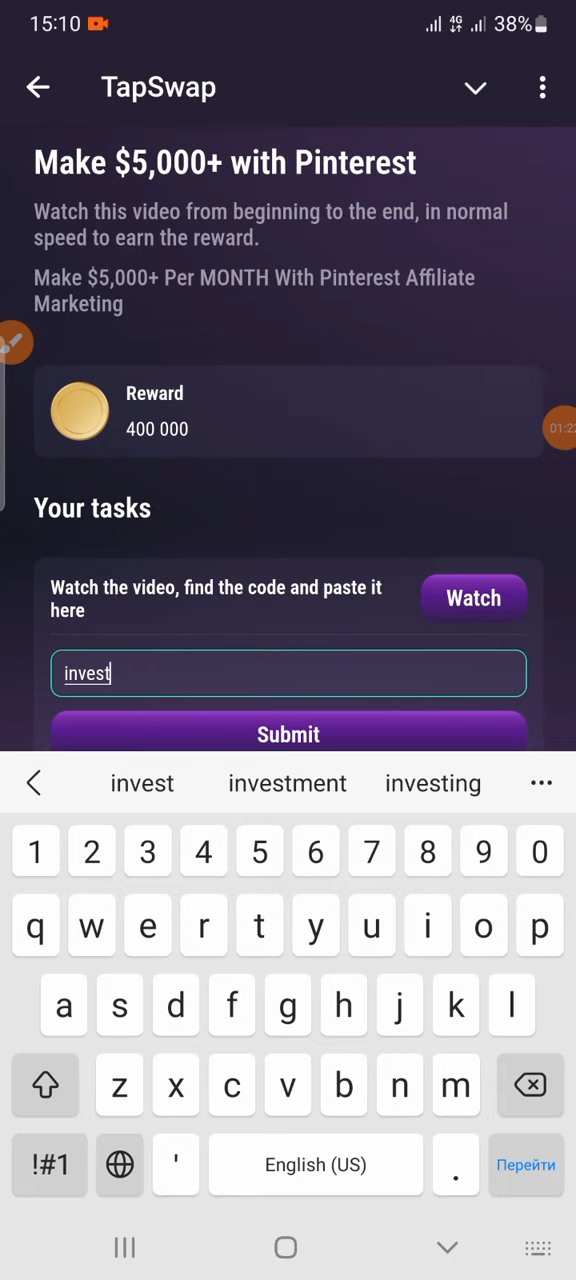 15:10 4G 38%
TapSwap
Make $5,000+ with Pinterest
Watch this video from beginning to the end, in normal
speed to earn the reward.
Make $5,000+ Per MONTH With Pinterest Affiliate
Marketing
Reward
400 000
Your tasks
Watch the video, find the code and paste it
here
Watch
invest
Submit
invest investment investing
1 2 3 4 5 6 7 8 9 0
q w e r t y u i o p
a s d f g h j k l
z x c v b n m
!#1 ' English (US) . Перейти